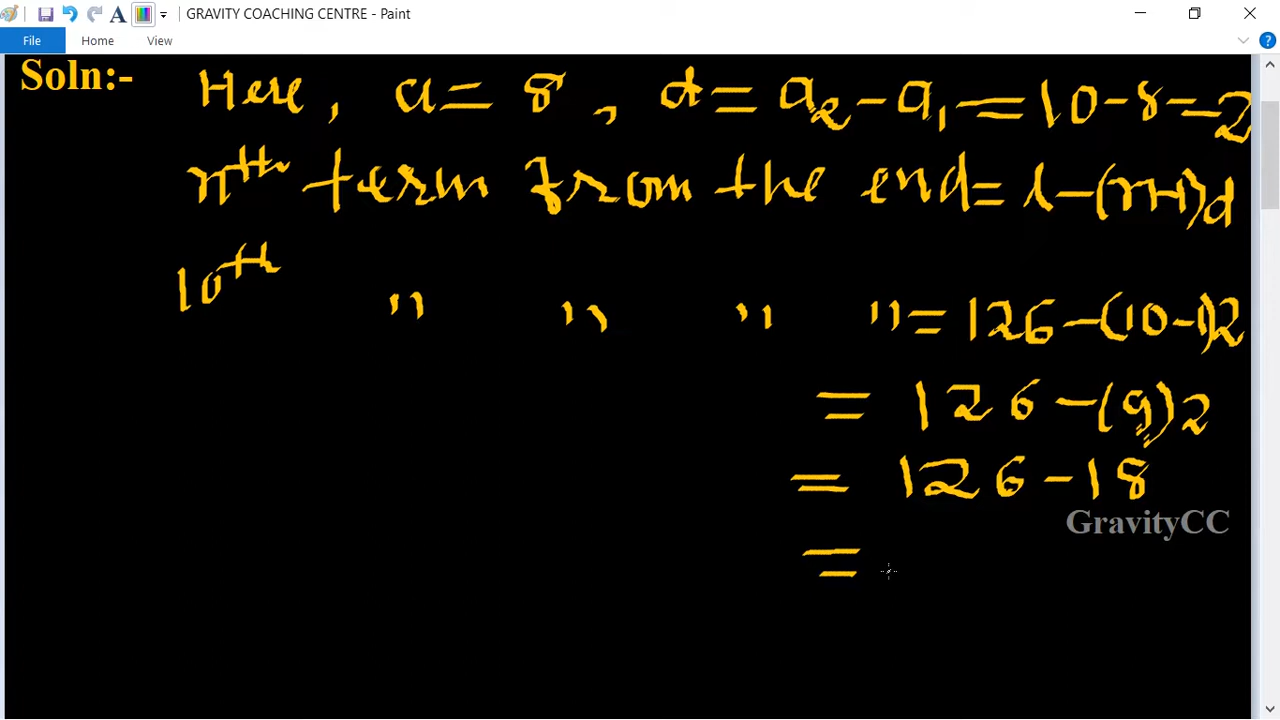 GRAVITY COACHING CENTRE - Paint
File Home View
Soln:- Here, a = 8, d = a₂ - a₁ = 10 - 8 = 2
nᵗʰ term from the end = l - (n-1)d
10ᵗʰ " " " " = 126 - (10-1)2
= 126 - (9)2
= 126 - 18
GravityCC
=